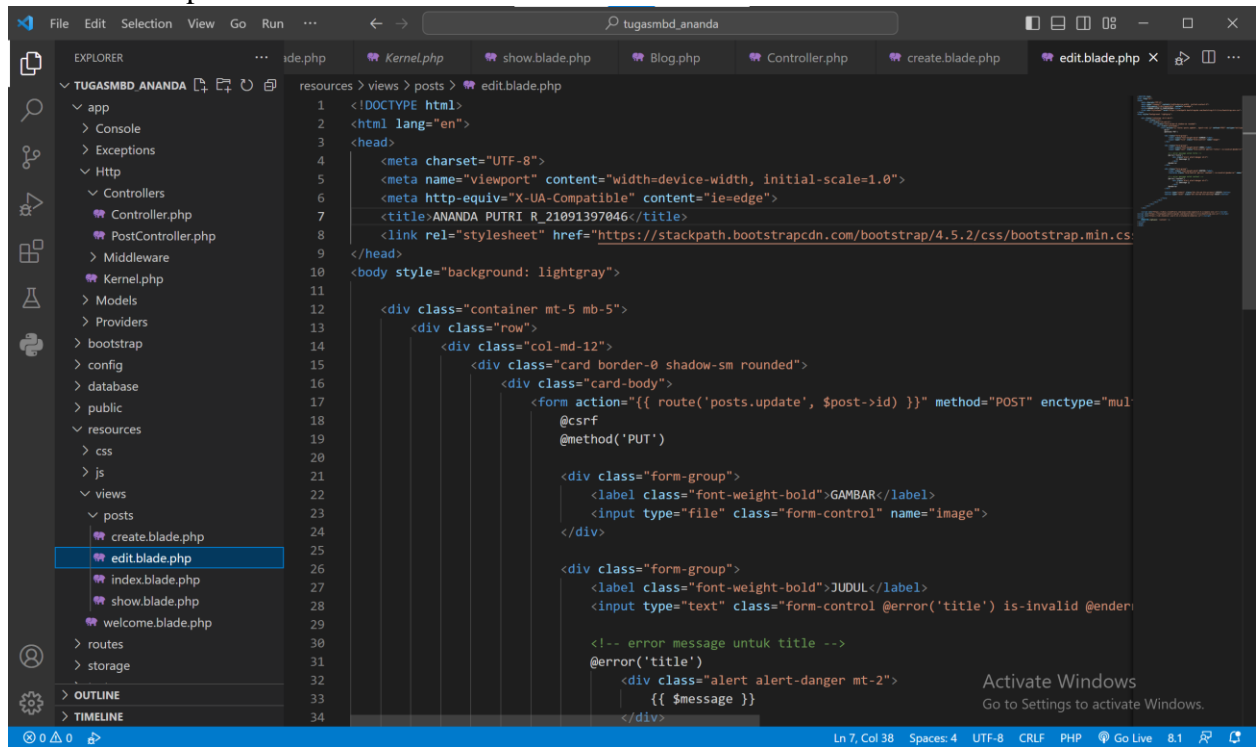 File Edit Selection View Go Run ... tugasmbd_ananda
EXPLORER ... ade.php Kernel.php show.blade.php Blog.php Controller.php create.blade.php edit.blade.php
TUGASMBD_ANANDA
resources > views > posts > edit.blade.php
app
Console
Exceptions
Http
Controllers
Controller.php
PostController.php
Middleware
Kernel.php
Models
Providers
bootstrap
config
database
public
resources
css
js
views
posts
create.blade.php
edit.blade.php
index.blade.php
show.blade.php
welcome.blade.php
routes
storage
OUTLINE
TIMELINE
1 <!DOCTYPE html>
2 <html lang="en">
3 <head>
4 <meta charset="UTF-8">
5 <meta name="viewport" content="width=device-width, initial-scale=1.0">
6 <meta http-equiv="X-UA-Compatible" content="ie=edge">
7 <title>ANANDA PUTRI R_21091397046</title>
8 <link rel="stylesheet" href="https://stackpath.bootstrapcdn.com/bootstrap/4.5.2/css/bootstrap.min.cs
9 </head>
10 <body style="background: lightgray">
11
12 <div class="container mt-5 mb-5">
13 <div class="row">
14 <div class="col-md-12">
15 <div class="card border-0 shadow-sm rounded">
16 <div class="card-body">
17 <form action="{{ route('posts.update', $post->id) }}" method="POST" enctype="mul
18 @csrf
19 @method('PUT')
20
21 <div class="form-group">
22 <label class="font-weight-bold">GAMBAR</label>
23 <input type="file" class="form-control" name="image">
24 </div>
25
26 <div class="form-group">
27 <label class="font-weight-bold">JUDUL</label>
28 <input type="text" class="form-control @error('title') is-invalid @ender
29
30 <!-- error message untuk title -->
31 @error('title')
32 <div class="alert alert-danger mt-2">
33 {{ $message }}
34 </div>
Activate Windows
Go to Settings to activate Windows.
0 0 Ln 7, Col 38 Spaces: 4 UTF-8 CRLF PHP Go Live 8.1